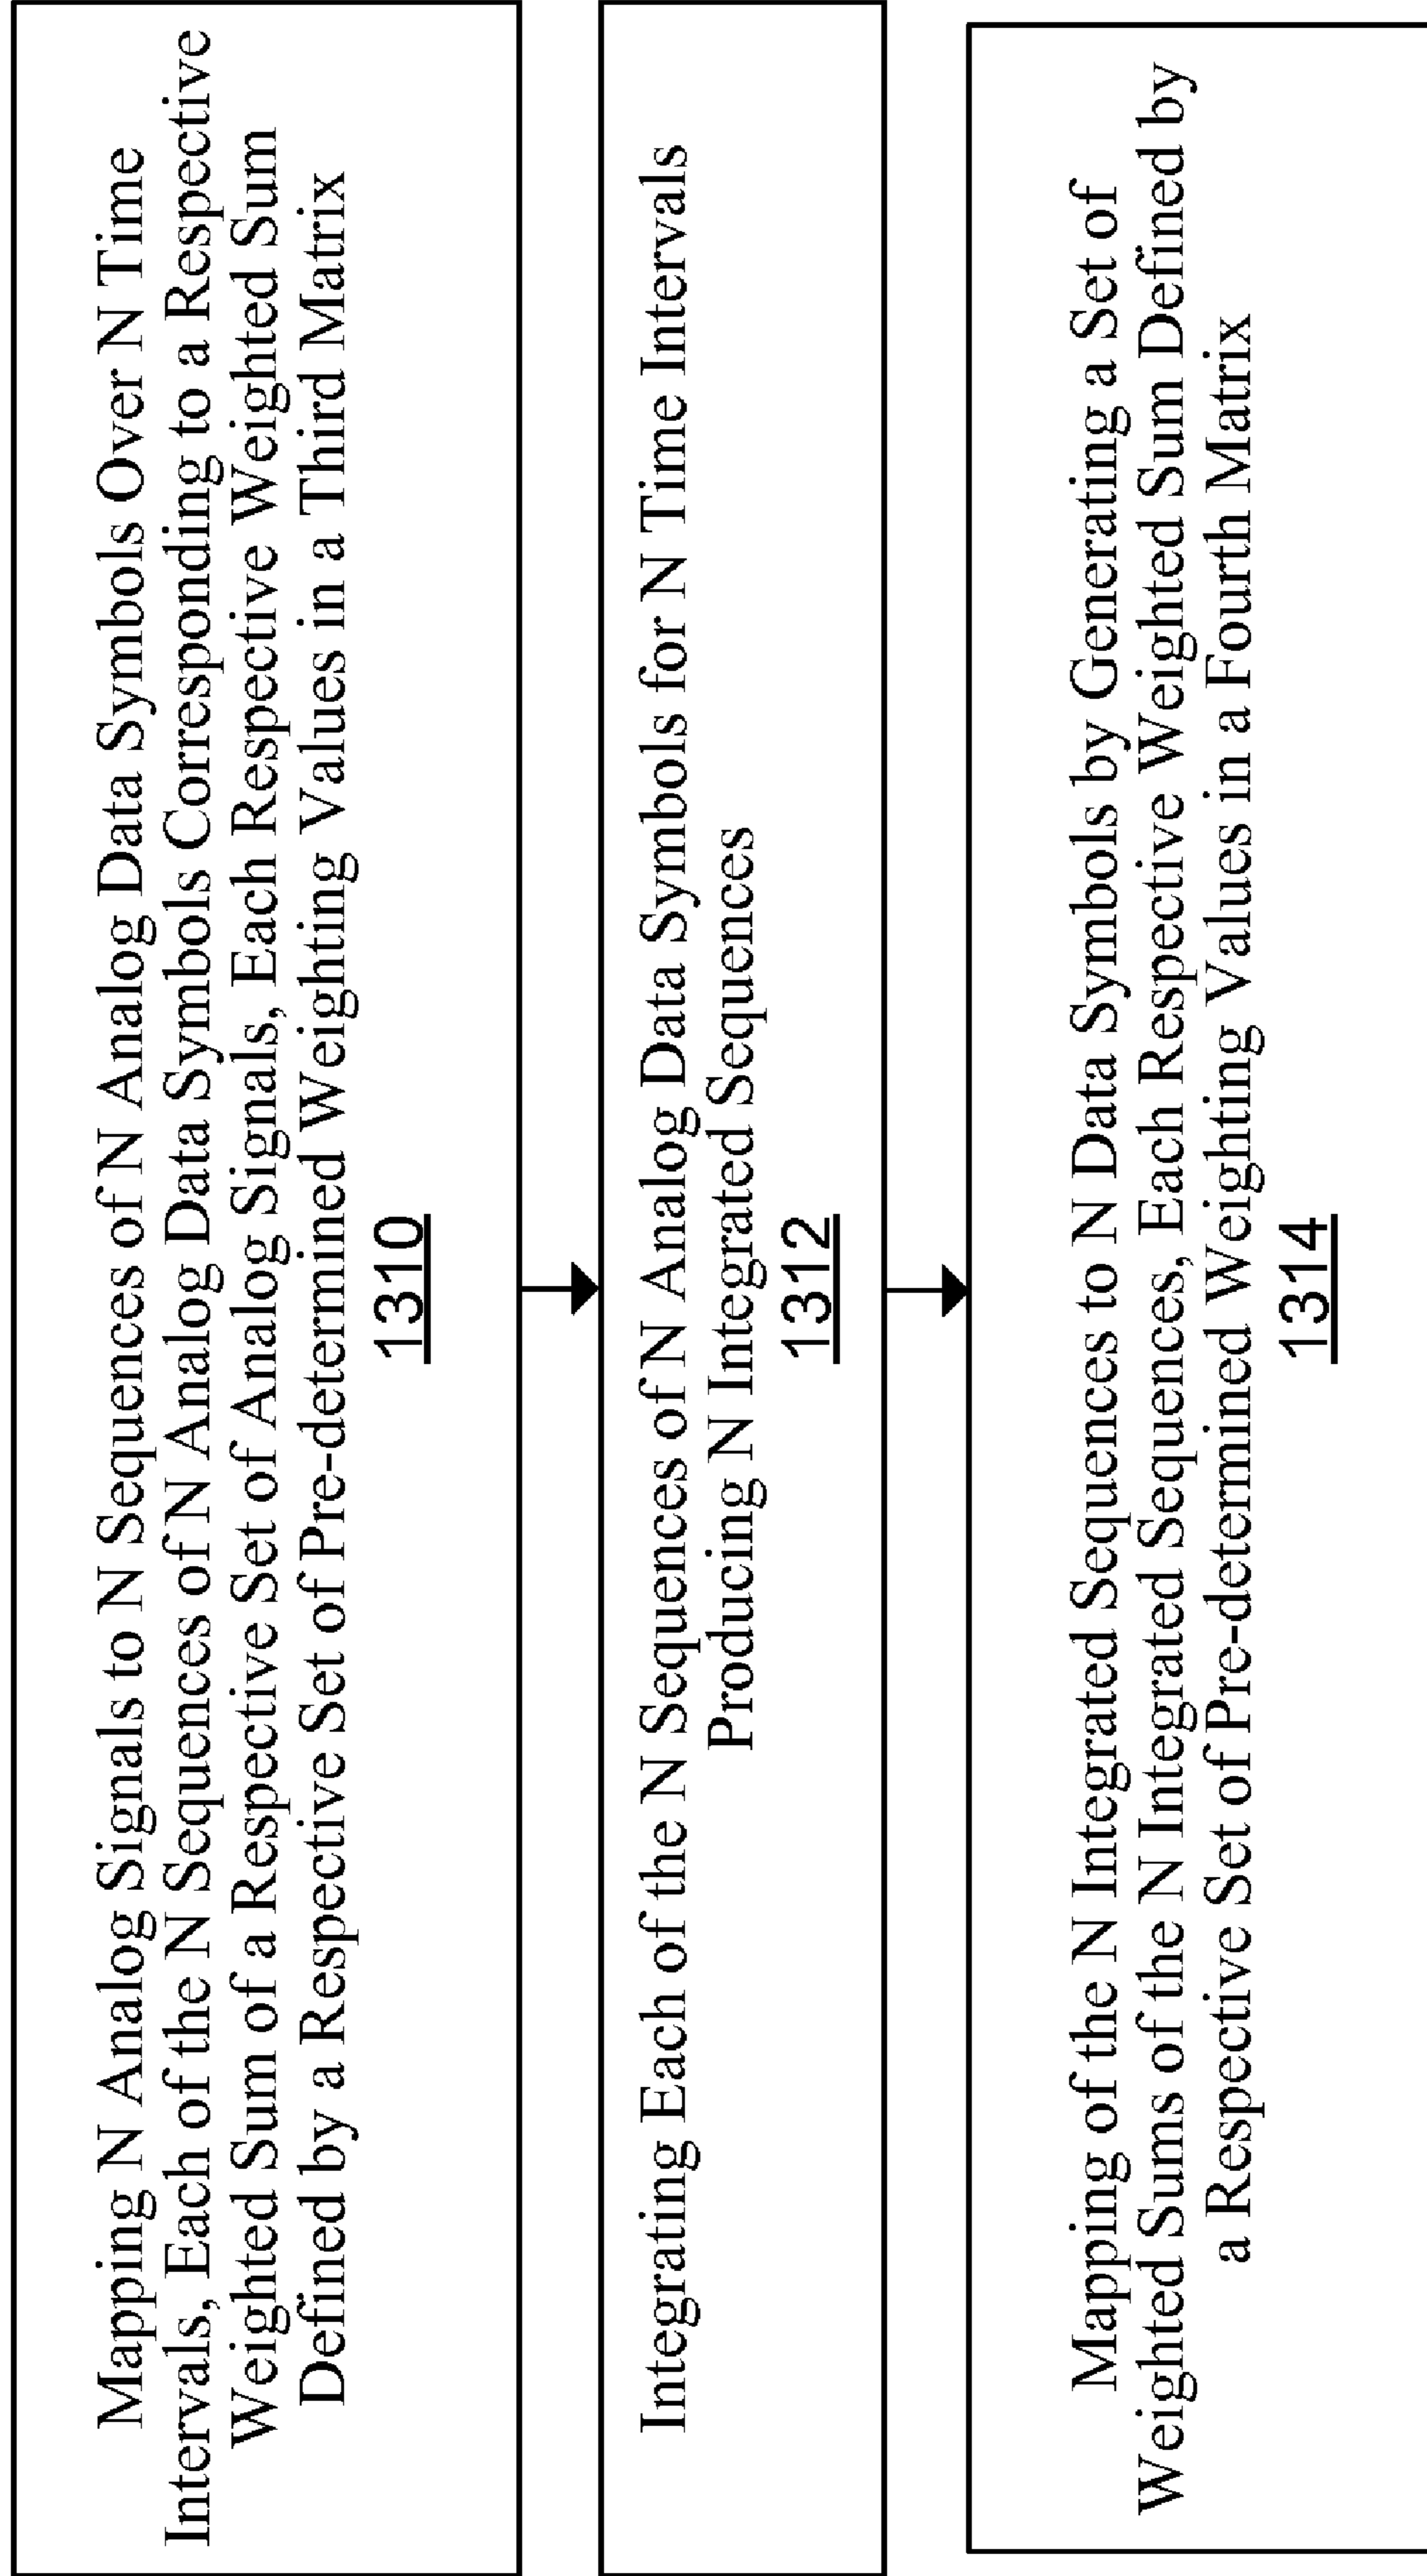 Mapping N Analog Signals to N Sequences of N Analog Data Symbols Over N Time
Intervals, Each of the N Sequences of N Analog Data Symbols Corresponding to a Respective
Weighted Sum of a Respective Set of Analog Signals, Each Respective Weighted Sum
Defined by a Respective Set of Pre-determined Weighting Values in a Third Matrix
1310
Integrating Each of the N Sequences of N Analog Data Symbols for N Time Intervals
Producing N Integrated Sequences
1312
Mapping of the N Integrated Sequences to N Data Symbols by Generating a Set of
Weighted Sums of the N Integrated Sequences, Each Respective Weighted Sum Defined by
a Respective Set of Pre-determined Weighting Values in a Fourth Matrix
1314